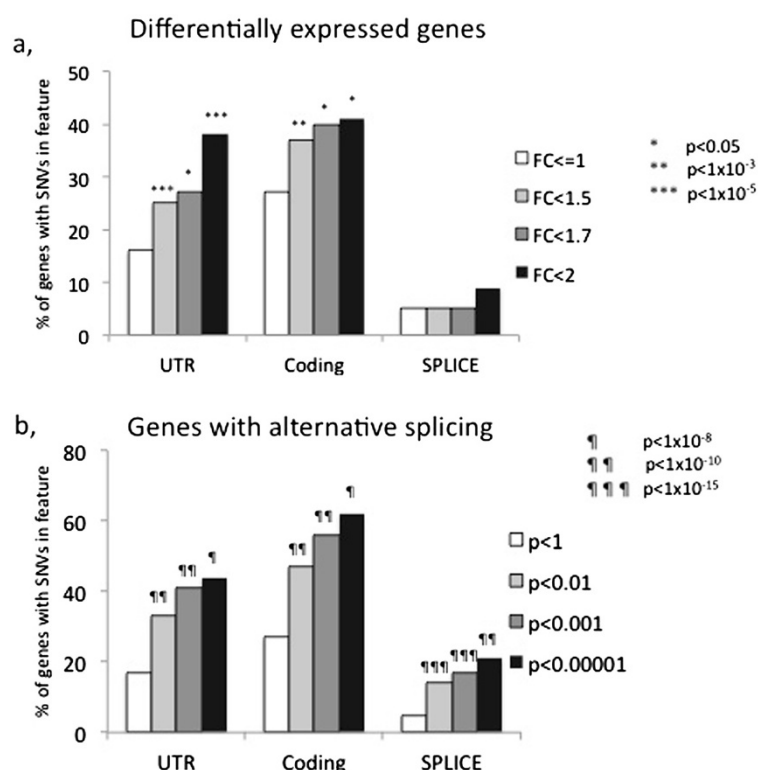 a,
Differentially expressed genes
% of genes with SNVs in feature
50
40
30
20
10
0
*** * ***
** * *
UTR
Coding
SPLICE
FC<=1
FC<1.5
FC<1.7
FC<2
* p<0.05
** p<1x10-3
*** p<1x10-5
b,
Genes with alternative splicing
% of genes with SNVs in feature
80
60
40
20
0
¶¶ ¶¶ ¶
¶¶ ¶¶ ¶
¶¶¶ ¶¶¶ ¶¶
UTR
Coding
SPLICE
¶ p<1x10-8
¶¶ p<1x10-10
¶¶¶ p<1x10-15
p<1
p<0.01
p<0.001
p<0.00001